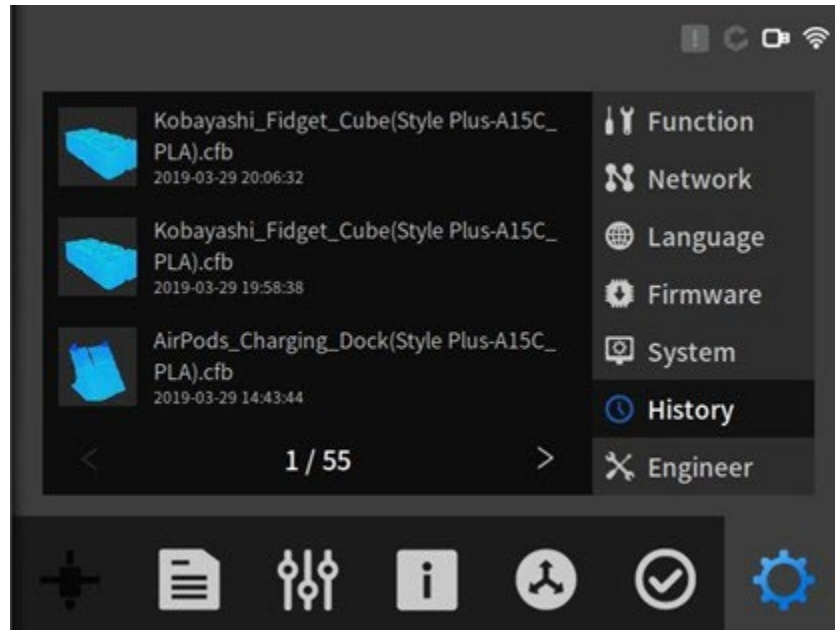 Kobayashi_Fidget_Cube(Style Plus-A15C_
PLA).cfb
2019-03-29 20:06:32
Kobayashi_Fidget_Cube(Style Plus-A15C_
PLA).cfb
2019-03-29 19:58:38
AirPods_Charging_Dock(Style Plus-A15C_
PLA).cfb
2019-03-29 14:43:44
1 / 55
Function
Network
Language
Firmware
System
History
Engineer